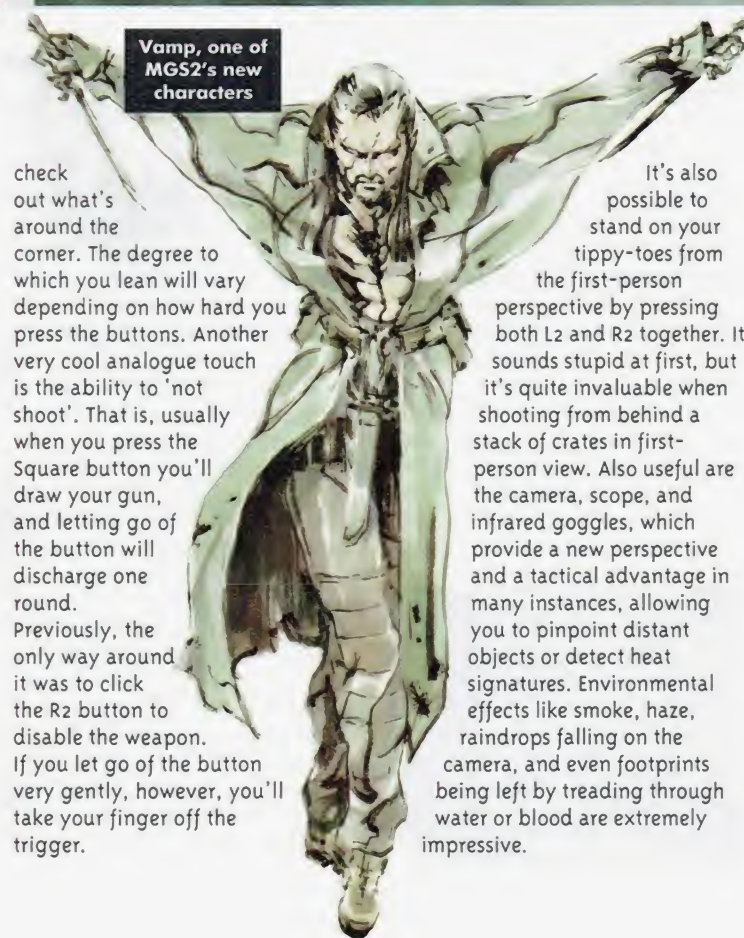 Vamp, one of
MGS2's new
characters
check
out what's
around the
corner. The degree to
which you lean will vary
depending on how hard you
press the buttons. Another
very cool analogue touch
is the ability to 'not
shoot'. That is, usually
when you press the
Square button you'll
draw your gun,
and letting go of
the button will
discharge one
round.
Previously, the
only way around
it was to click
the R2 button to
disable the weapon.
If you let go of the button
very gently, however, you'll
take your finger off the
trigger.
It's also
possible to
stand on your
tippy-toes from
the first-person
perspective by pressing
both L2 and R2 together. It
sounds stupid at first, but
it's quite invaluable when
shooting from behind a
stack of crates in first-
person view. Also useful are
the camera, scope, and
infrared goggles, which
provide a new perspective
and a tactical advantage in
many instances, allowing
you to pinpoint distant
objects or detect heat
signatures. Environmental
effects like smoke, haze,
raindrops falling on the
camera, and even footprints
being left by treading through
water or blood are extremely
impressive.